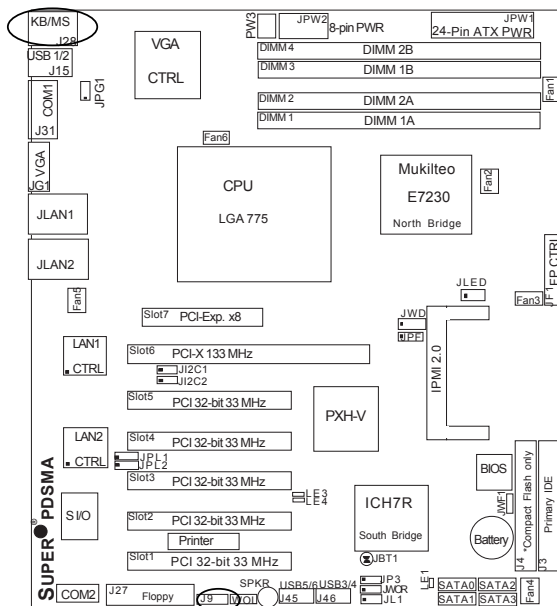 KB/MS
J28
USB 1/2
J15
COM1
J31
JPG1
VGA
JG1
JLAN1
JLAN2
Fan5
VGA
CTRL
PW3
JPW2
8-pin PWR
JPW1
24-Pin ATX PWR
DIMM 4
DIMM 2B
DIMM 3
DIMM 1B
DIMM 2
DIMM 2A
DIMM 1
DIMM 1A
Fan1
Fan6
CPU
LGA 775
Mukilteo
E7230
North Bridge
Fan2
FP CTRL
JF1
Fan3
JLED
JWD
JPF
IPMI 2.0
Slot7
PCI-Exp. x8
LAN1
CTRL
Slot6
PCI-X 133 MHz
JI2C1
JI2C2
Slot5
PCI 32-bit 33 MHz
PXH-V
LAN2
CTRL
Slot4
PCI 32-bit 33 MHz
JPL1
JPL2
Slot3
PCI 32-bit 33 MHz
LE3
LE4
ICH7R
South Bridge
BIOS
JWF1
Battery
J4
*Compact Flash only
J3
Primary IDE
S I/O
Slot2
PCI 32-bit 33 MHz
Printer
Slot1
PCI 32-bit 33 MHz
JBT1
SUPER ® PDSMA
COM2
J27
Floppy
J9
WOL
SPKR
USB5/6
J45
USB3/4
J46
JP3
JWOR
JL1
LE1
SATA0
SATA2
SATA1
SATA3
Fan4